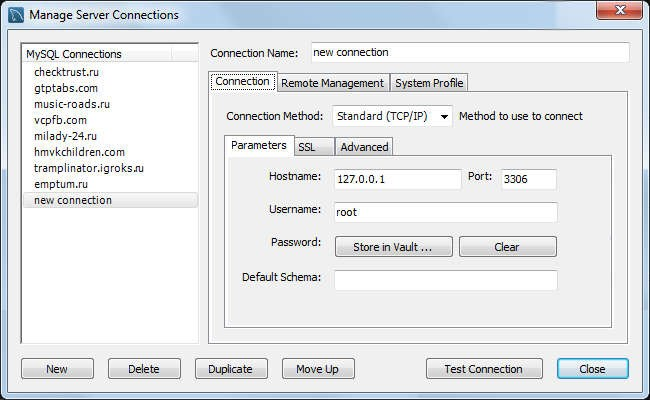 Manage Server Connections
MySQL Connections
checktrust.ru
gtptabs.com
music-roads.ru
vcpfb.com
milady-24.ru
hmvkchildren.com
tramplinator.igroks.ru
emptum.ru
new connection
Connection Name: new connection
Connection Remote Management System Profile
Connection Method: Standard (TCP/IP) Method to use to connect
Parameters SSL Advanced
Hostname: 127.0.0.1 Port: 3306
Username: root
Password: Store in Vault ... Clear
Default Schema:
New Delete Duplicate Move Up Test Connection Close